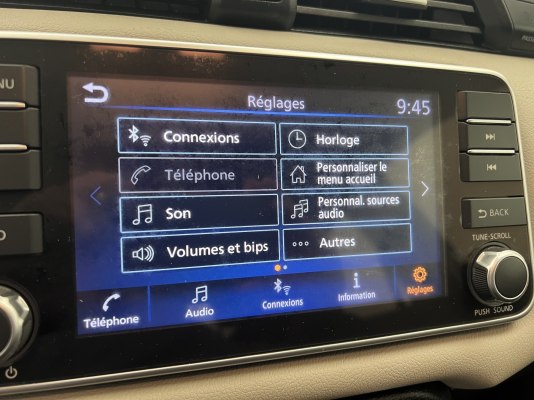 NU
Réglages
9:45
Connexions
Horloge
Téléphone
Personnaliser le
menu accueil
Son
Personnal. sources
audio
Volumes et bips
Autres
Téléphone
Audio
Connexions
Information
Réglages
BACK
TUNE·SCROLL
PUSH SOUND